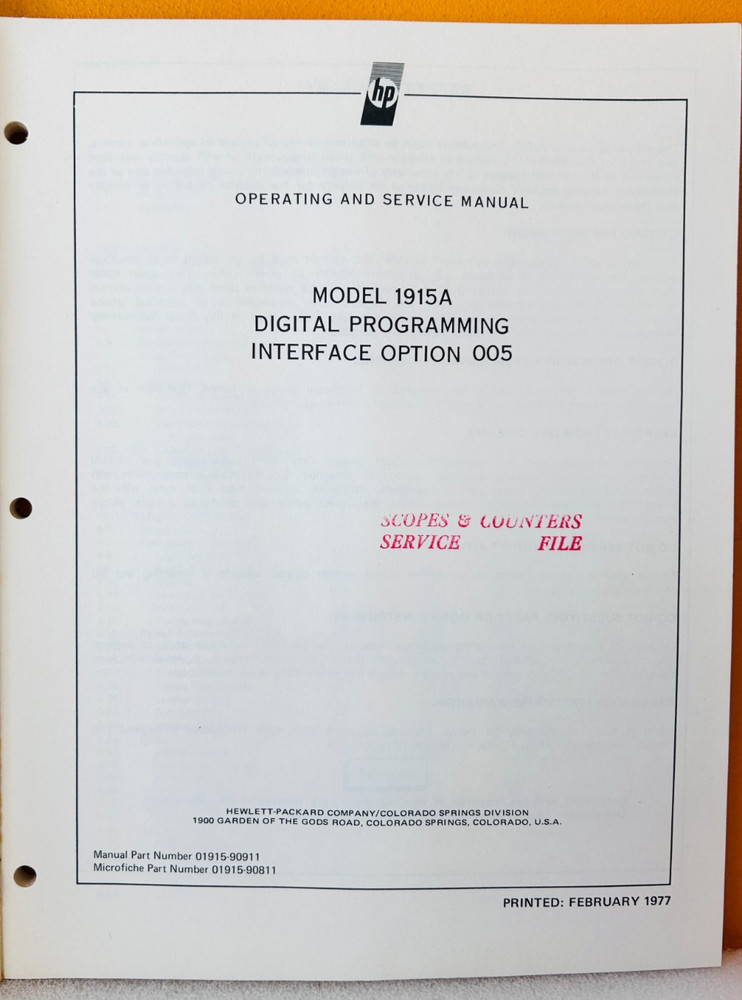 hp
OPERATING AND SERVICE MANUAL
MODEL 1915A
DIGITAL PROGRAMMING
INTERFACE OPTION 005
SCOPES & COUNTERS
SERVICE FILE
HEWLETT-PACKARD COMPANY/COLORADO SPRINGS DIVISION
1900 GARDEN OF THE GODS ROAD, COLORADO SPRINGS, COLORADO, U.S.A.
Manual Part Number 01915-90911
Microfiche Part Number 01915-90811
PRINTED: FEBRUARY 1977